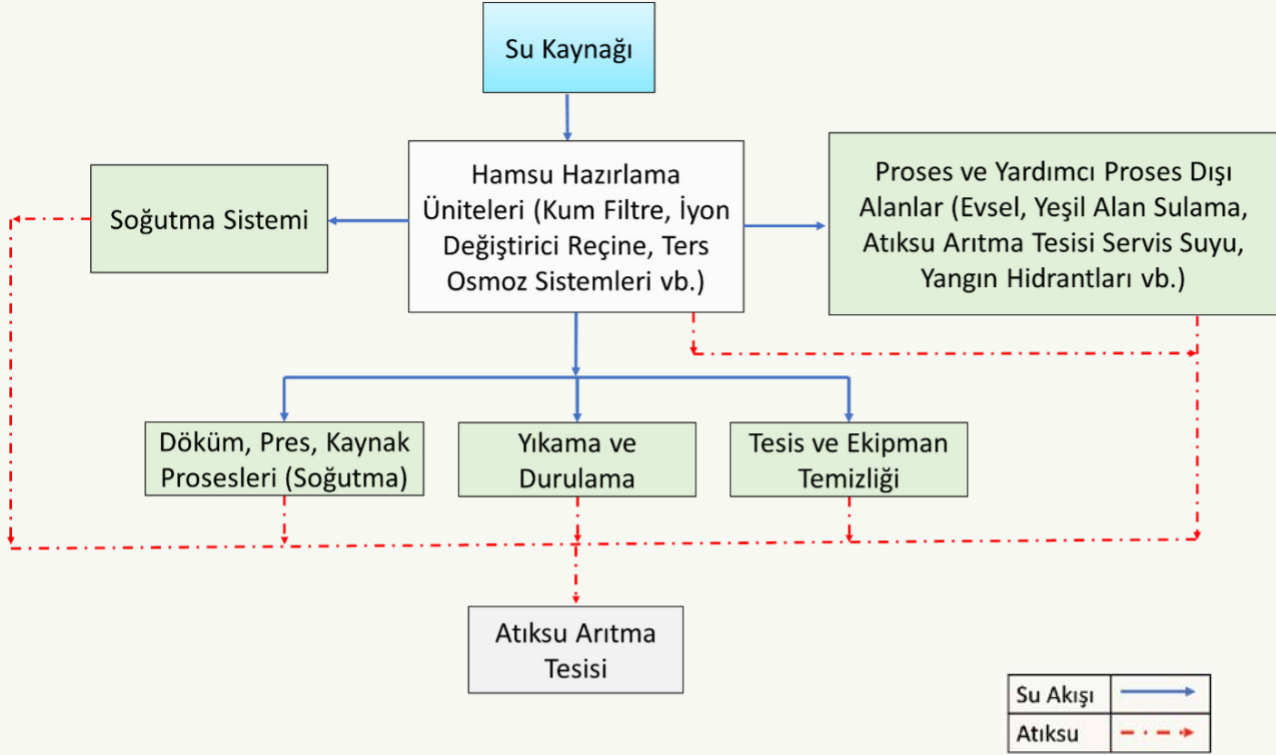 Su Kaynağı
Hamsu Hazırlama
Üniteleri (Kum Filtre, İyon
Değiştirici Reçine, Ters
Osmoz Sistemleri vb.)
Soğutma Sistemi
Proses ve Yardımcı Proses Dışı
Alanlar (Evsel, Yeşil Alan Sulama,
Atıksu Arıtma Tesisi Servis Suyu,
Yangın Hidrantları vb.)
Döküm, Pres, Kaynak
Prosesleri (Soğutma)
Yıkama ve
Durulama
Tesis ve Ekipman
Temizliği
Atıksu Arıtma
Tesisi
Su Akışı
Atıksu